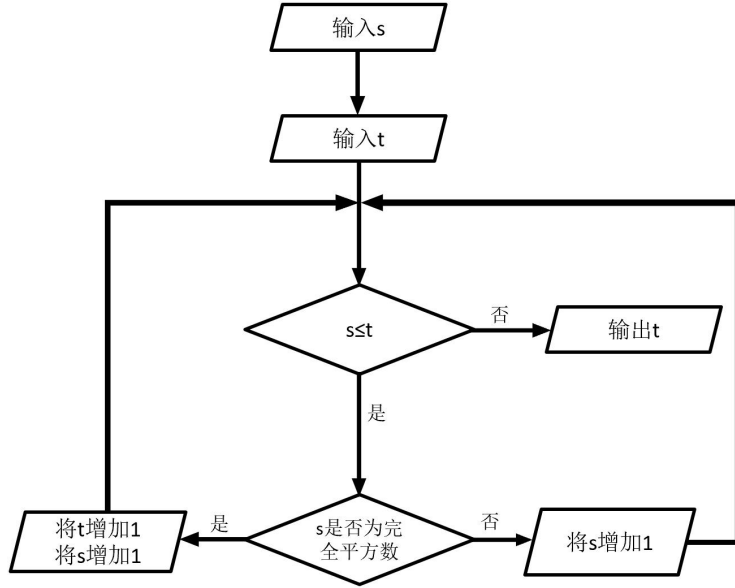 输入s
输入t
s≤t
否
输出t
是
将t增加1
将s增加1
是
s是否为完
全平方数
否
将s增加1